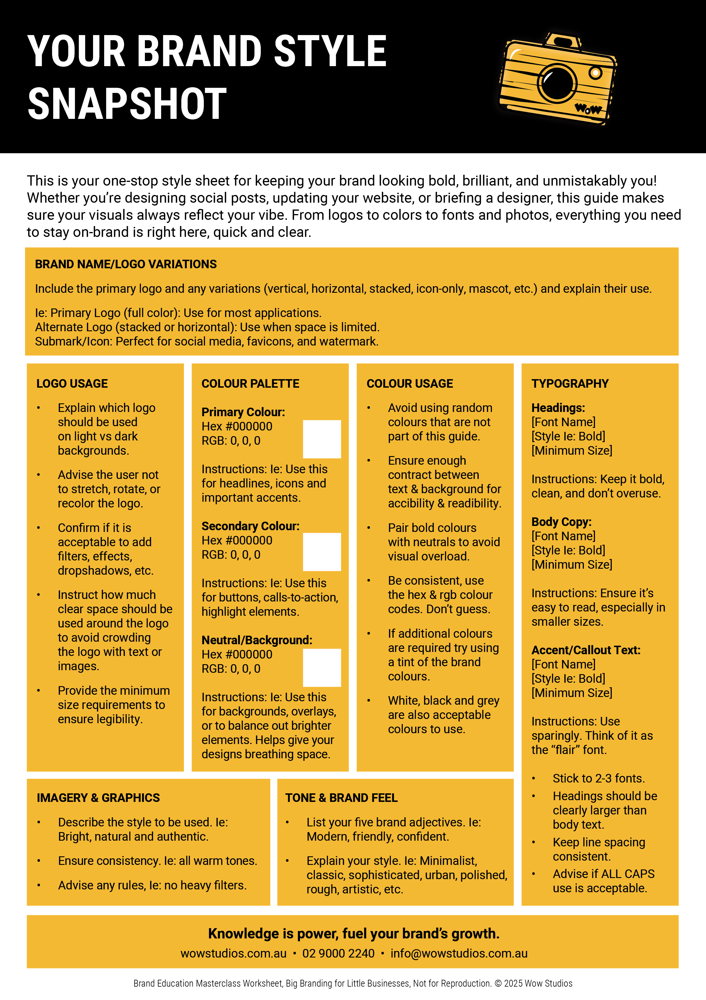 YOUR BRAND STYLE
SNAPSHOT
WoW
This is your one-stop style sheet for keeping your brand looking bold, brilliant, and unmistakably you!
Whether you’re designing social posts, updating your website, or briefing a designer, this guide makes
sure your visuals always reflect your vibe. From logos to colors to fonts and photos, everything you need
to stay on-brand is right here, quick and clear.
BRAND NAME/LOGO VARIATIONS
Include the primary logo and any variations (vertical, horizontal, stacked, icon-only, mascot, etc.) and explain their use.
Ie: Primary Logo (full color): Use for most applications.
Alternate Logo (stacked or horizontal): Use when space is limited.
Submark/Icon: Perfect for social media, favicons, and watermark.
LOGO USAGE
• Explain which logo
should be used
on light vs dark
backgrounds.
• Advise the user not
to stretch, rotate, or
recolor the logo.
• Confirm if it is
acceptable to add
filters, effects,
dropshadows, etc.
• Instruct how much
clear space should be
used around the logo
to avoid crowding
the logo with text or
images.
• Provide the minimum
size requirements to
ensure legibility.
COLOUR PALETTE
Primary Colour:
Hex #000000
RGB: 0, 0, 0
Instructions: Ie: Use this
for headlines, icons and
important accents.
Secondary Colour:
Hex #000000
RGB: 0, 0, 0
Instructions: Ie: Use this
for buttons, calls-to-action,
highlight elements.
Neutral/Background:
Hex #000000
RGB: 0, 0, 0
Instructions: Ie: Use this
for backgrounds, overlays,
or to balance out brighter
elements. Helps give your
designs breathing space.
COLOUR USAGE
• Avoid using random
colours that are not
part of this guide.
• Ensure enough
contract between
text & background for
accibility & readibility.
• Pair bold colours
with neutrals to avoid
visual overload.
• Be consistent, use
the hex & rgb colour
codes. Don’t guess.
• If additional colours
are required try using
a tint of the brand
colours.
• White, black and grey
are also acceptable
colours to use.
TYPOGRAPHY
Headings:
[Font Name]
[Style Ie: Bold]
[Minimum Size]
Instructions: Keep it bold,
clean, and don’t overuse.
Body Copy:
[Font Name]
[Style Ie: Bold]
[Minimum Size]
Instructions: Ensure it’s
easy to read, especially in
smaller sizes.
Accent/Callout Text:
[Font Name]
[Style Ie: Bold]
[Minimum Size]
Instructions: Use
sparingly. Think of it as
the “flair” font.
• Stick to 2-3 fonts.
• Headings should be
clearly larger than
body text.
• Keep line spacing
consistent.
• Advise if ALL CAPS
use is acceptable.
IMAGERY & GRAPHICS
• Describe the style to be used. Ie:
Bright, natural and authentic.
• Ensure consistency. Ie: all warm tones.
• Advise any rules, Ie: no heavy filters.
TONE & BRAND FEEL
• List your five brand adjectives. Ie:
Modern, friendly, confident.
• Explain your style. Ie: Minimalist,
classic, sophisticated, urban, polished,
rough, artistic, etc.
Knowledge is power, fuel your brand’s growth.
wowstudios.com.au • 02 9000 2240 • info@wowstudios.com.au
Brand Education Masterclass Worksheet, Big Branding for Little Businesses, Not for Reproduction. © 2025 Wow Studios